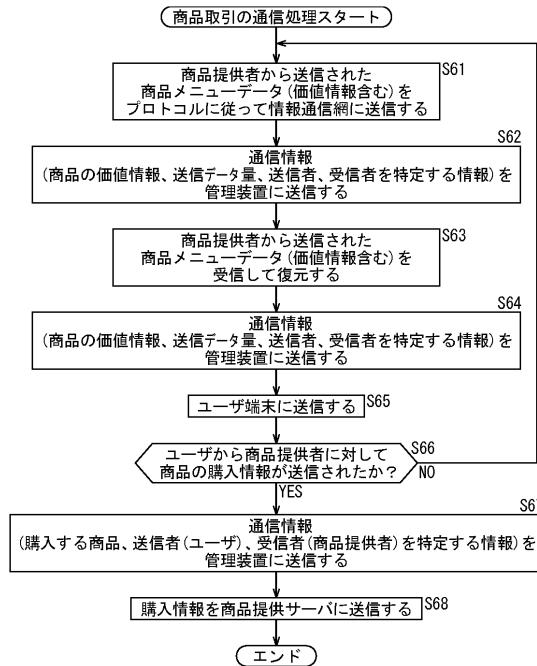 商品取引の通信処理スタート
商品提供者から送信された
商品メニューデータ(価値情報含む)を
プロトコルに従って情報通信網に送信する
S61
通信情報
(商品の価値情報、送信データ量、送信者、受信者を特定する情報)を
管理装置に送信する
S62
商品提供者から送信された
商品メニューデータ(価値情報含む)を
受信して復元する
S63
通信情報
(商品の価値情報、送信データ量、送信者、受信者を特定する情報)を
管理装置に送信する
S64
ユーザ端末に送信する
S65
ユーザから商品提供者に対して
商品の購入情報が送信されたか?
S66
NO
YES
通信情報
(購入する商品、送信者(ユーザ)、受信者(商品提供者)を特定する情報)を
管理装置に送信する
S67
購入情報を商品提供サーバに送信する
S68
エンド